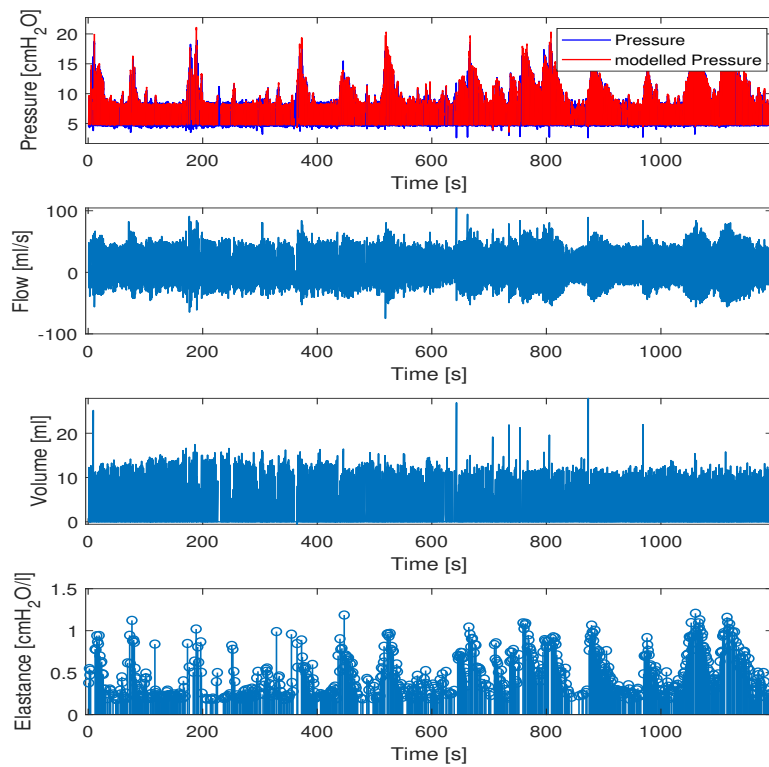 Pressure [cmH2O]
20
15
10
5
Pressure
modelled Pressure
0 200 400 600 800 1000
Time [s]
Flow [ml/s]
100
0
-100
0 200 400 600 800 1000
Time [s]
Volume [ml]
20
10
0
0 200 400 600 800 1000
Time [s]
Elastance [cmH2O/l]
1.5
1
0.5
0
0 200 400 600 800 1000
Time [s]